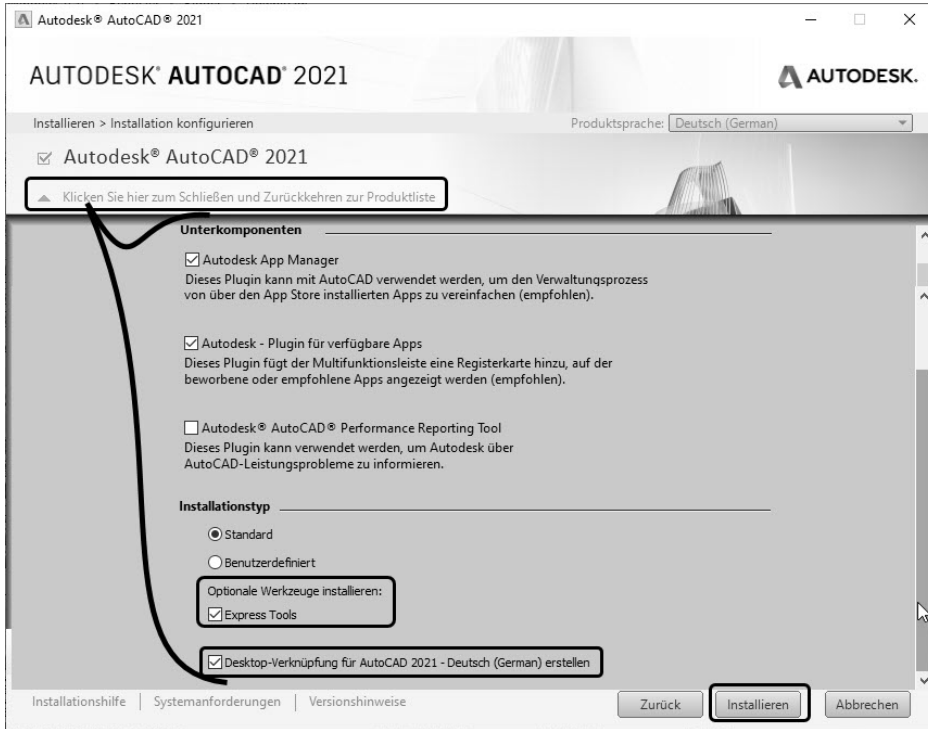 Autodesk® AutoCAD® 2021
AUTODESK® AUTOCAD® 2021
AUTODESK.
Installieren > Installation konfigurieren
Produktsprache: Deutsch (German)
Autodesk® AutoCAD® 2021
Klicken Sie hier zum Schließen und Zurückkehren zur Produktliste
Unterkomponenten
Autodesk App Manager
Dieses Plugin kann mit AutoCAD verwendet werden, um den Verwaltungsprozess
von über den App Store installierten Apps zu vereinfachen (empfohlen).
Autodesk - Plugin für verfügbare Apps
Dieses Plugin fügt der Multifunktionsleiste eine Registerkarte hinzu, auf der
beworbene oder empfohlene Apps angezeigt werden (empfohlen).
Autodesk® AutoCAD® Performance Reporting Tool
Dieses Plugin kann verwendet werden, um Autodesk über
AutoCAD-Leistungsprobleme zu informieren.
Installationstyp
Standard
Benutzerdefiniert
Optionale Werkzeuge installieren:
Express Tools
Desktop-Verknüpfung für AutoCAD 2021 - Deutsch (German) erstellen
Installationshilfe | Systemanforderungen | Versionshinweise
Zurück
Installieren
Abbrechen